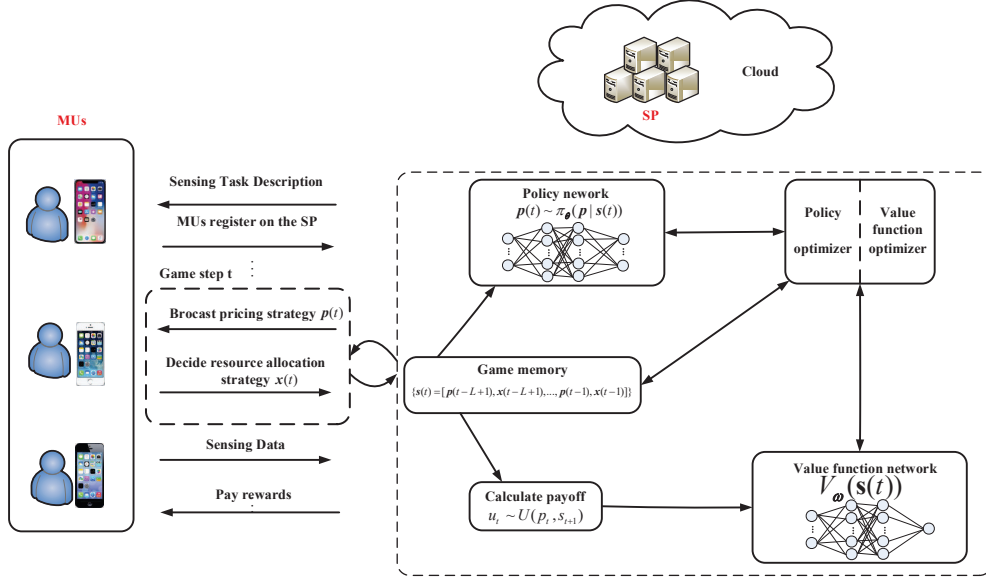 Cloud
SP
MUs
Sensing Task Description
MUs register on the SP
Game step t
Brocast pricing strategy p(t)
Decide resource allocation
strategy x(t)
Sensing Data
Pay rewards
Policy nework
p(t) ~ π_θ(p | s(t))
Policy
optimizer
Value
function
optimizer
Game memory
{s(t)=[p(t−L+1),x(t−L+1),...,p(t−1),x(t−1)]}
Calculate payoff
u_t ~ U(p_t, s_{t+1})
Value function network
V_ω(s(t))